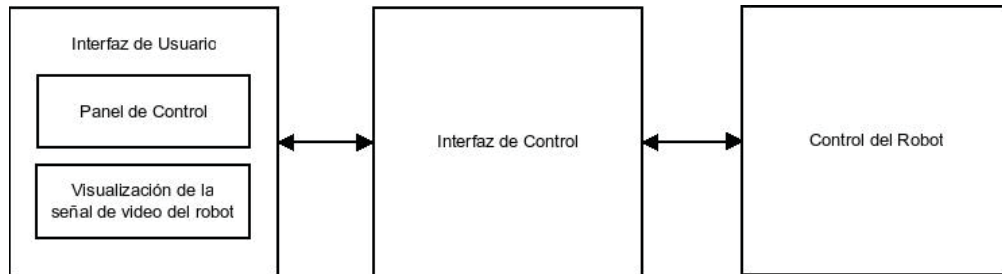 Interfaz de Usuario
Panel de Control
Visualización de la
señal de video del robot
Interfaz de Control
Control del Robot